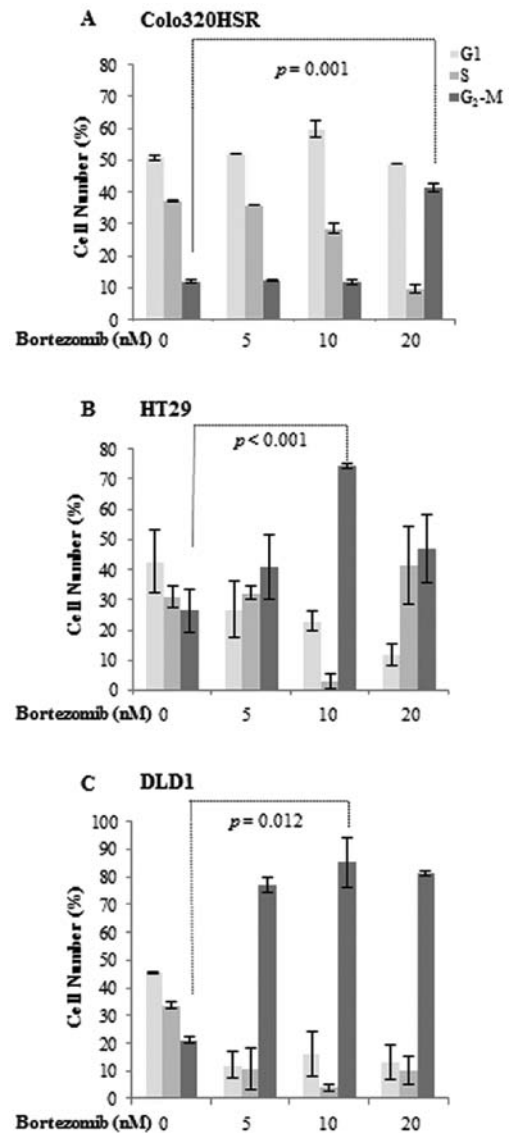 A Colo320HSR
G1
S
G₂-M
p = 0.001
80
70
60
50
40
30
20
10
0
Cell Number (%)
Bortezomib (nM) 0 5 10 20
B HT29
p < 0.001
80
70
60
50
40
30
20
10
0
Cell Number (%)
Bortezomib (nM) 0 5 10 20
C DLD1
p = 0.012
100
90
80
70
60
50
40
30
20
10
0
Cell Number (%)
Bortezomib (nM) 0 5 10 20